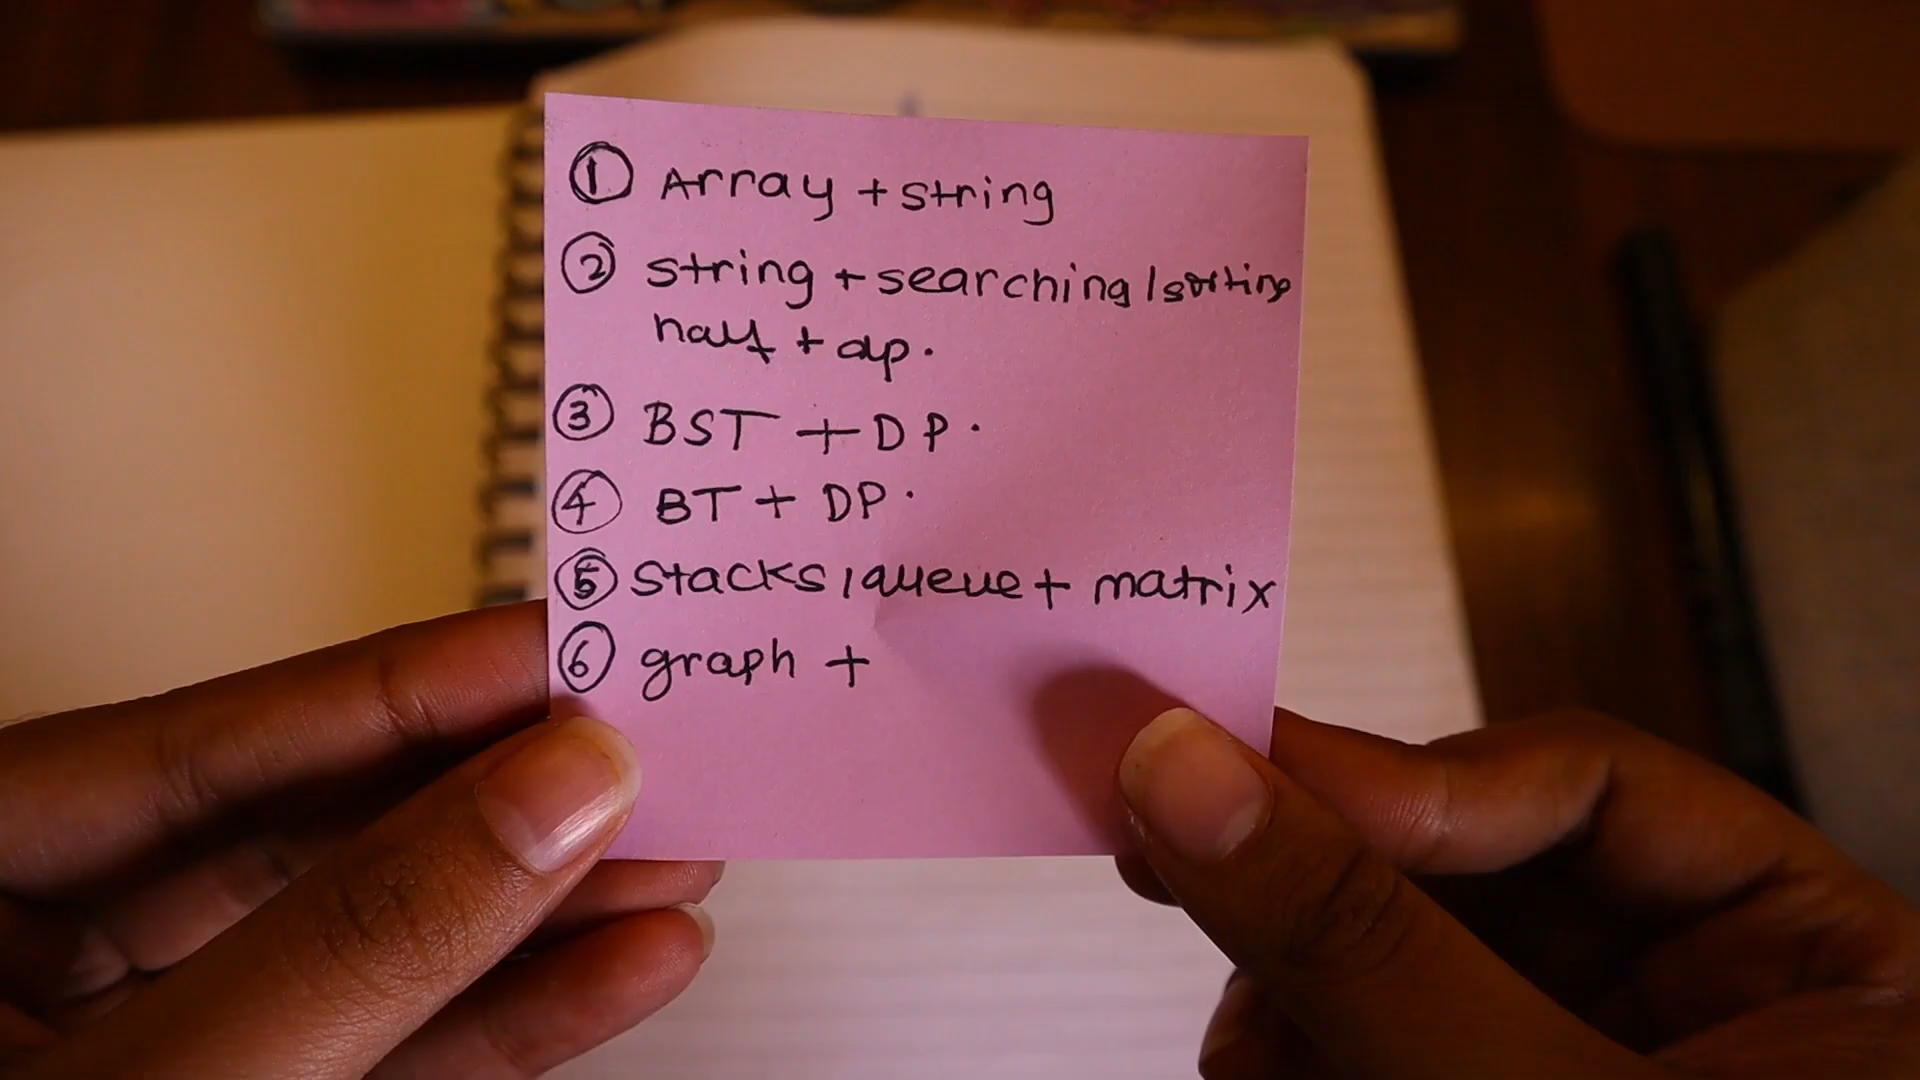 ① Array + string
② string + searching / sorting
half + dp.
③ BST + DP.
④ BT + DP.
⑤ Stacks / queue + matrix
⑥ graph +